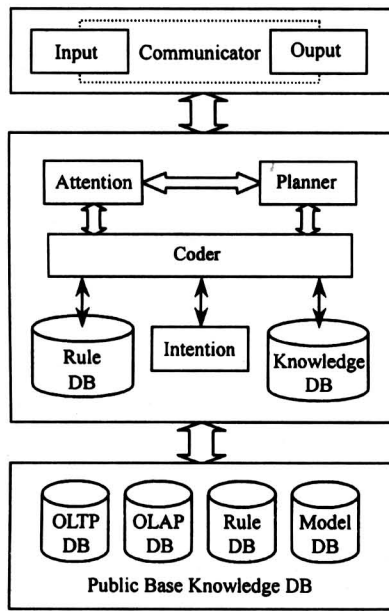 Input Communicator Ouput
Attention Planner
Coder
Rule
DB
Intention
Knowledge
DB
OLTP
DB
OLAP
DB
Rule
DB
Model
DB
Public Base Knowledge DB